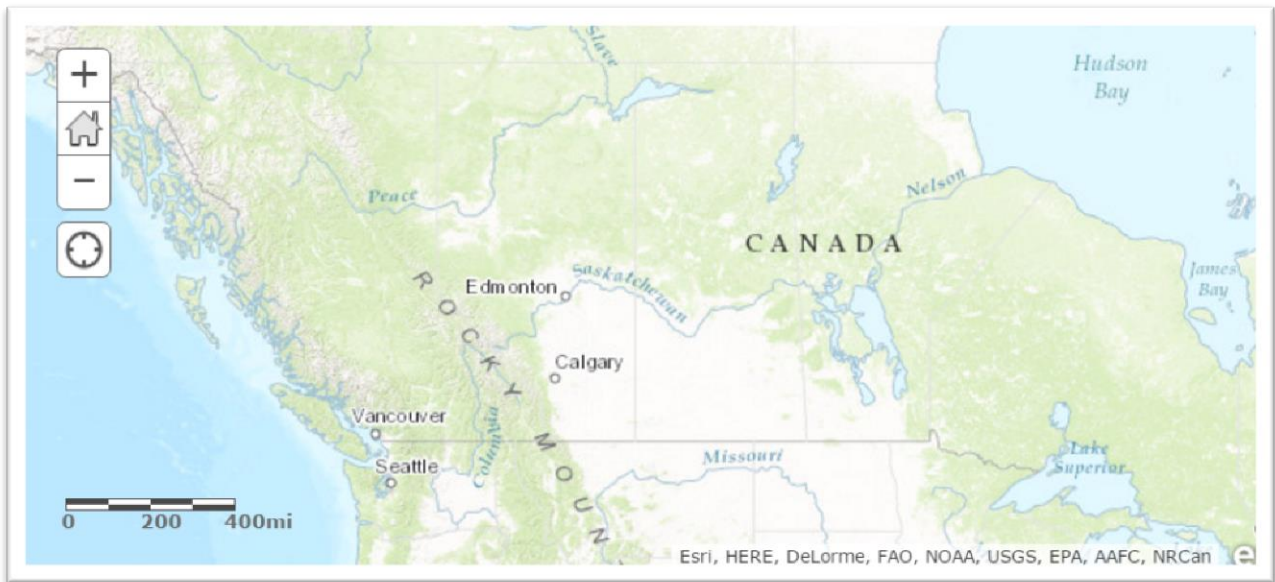 Slave
Hudson
Bay
Peace
Nelson
CANADA
Saskatchewan
James
Bay
Edmonton
ROCKY MOUN
Calgary
Vancouver
Columbia
Missouri
Lake
Superior
Seattle
0 200 400mi
Esri, HERE, DeLorme, FAO, NOAA, USGS, EPA, AAFC, NRCan